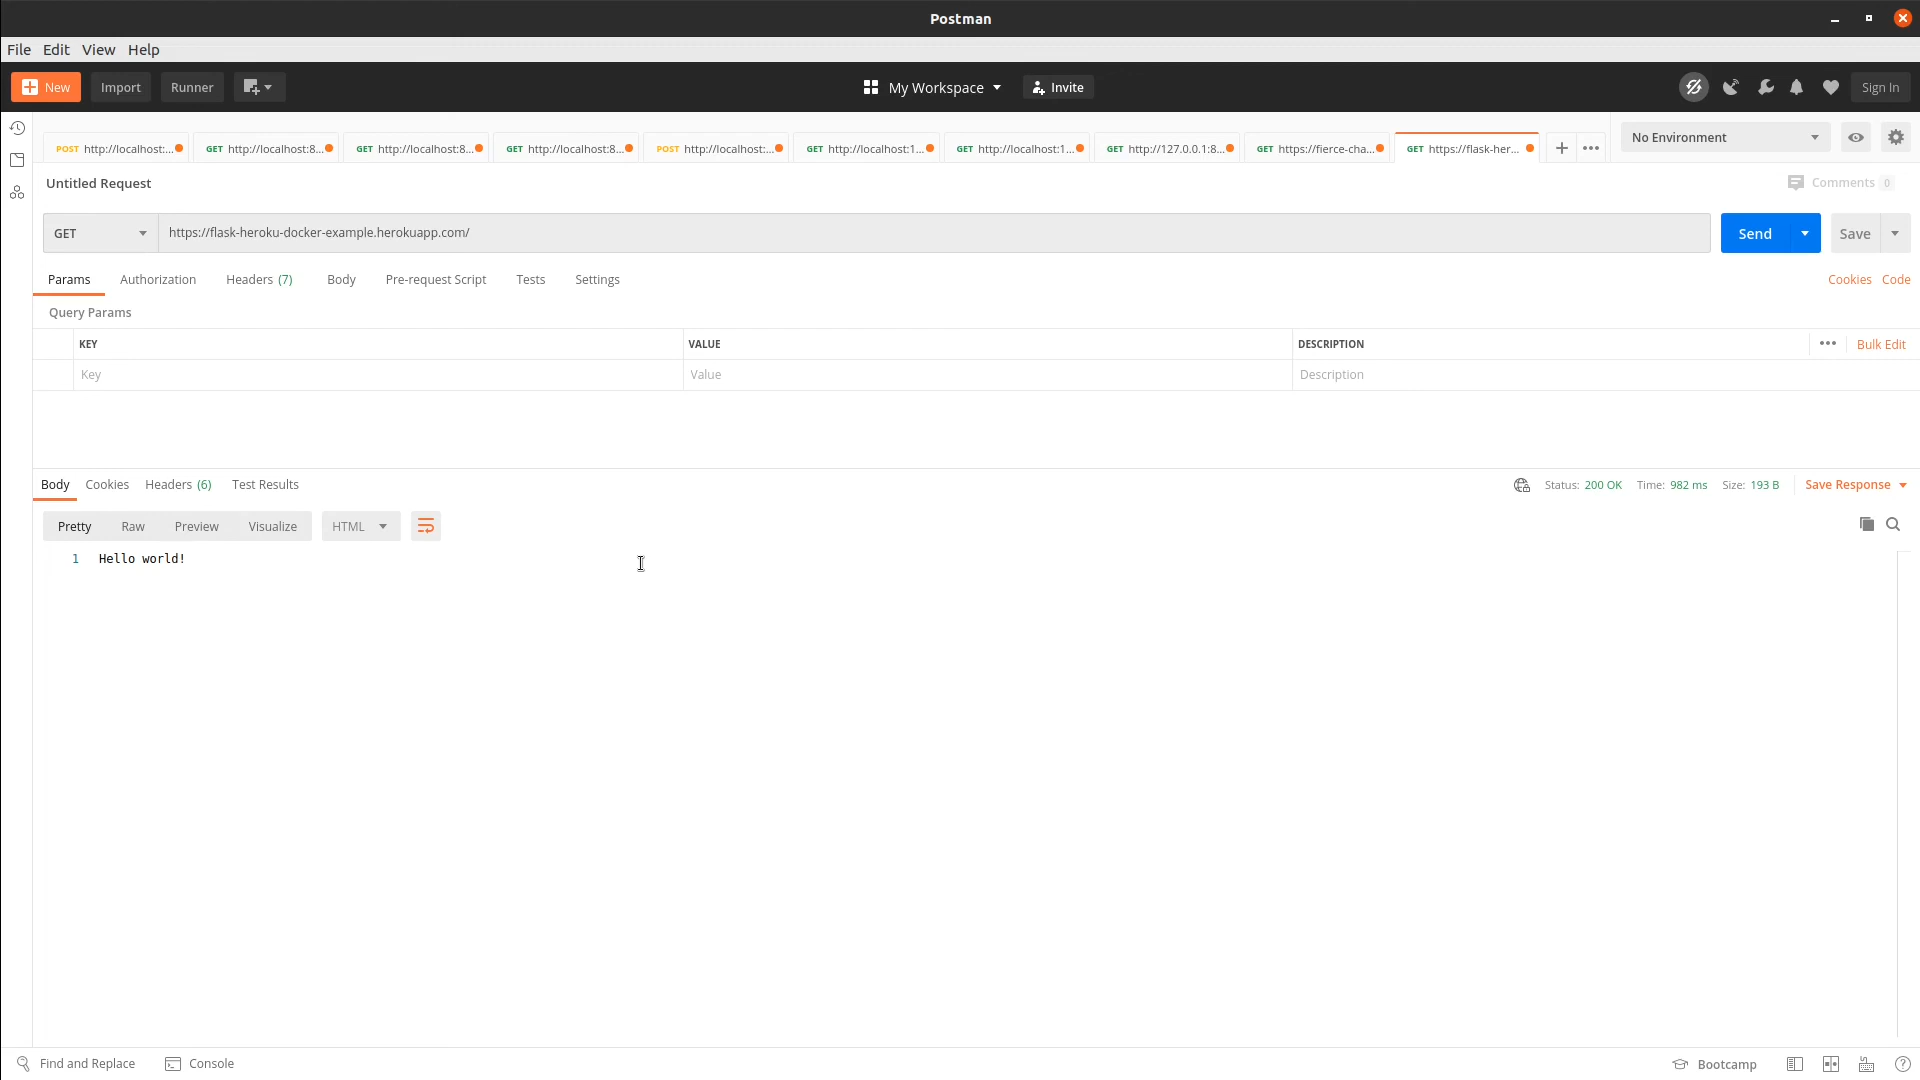 Postman
File Edit View Help
New Import Runner My Workspace Invite Sign In
POST http://localhost:... GET http://localhost:8... GET http://localhost:8... GET http://localhost:8... POST http://localhost:... GET http://localhost:1... GET http://localhost:1... GET http://127.0.0.1:8... GET https://fierce-cha... GET https://flask-her... No Environment
Untitled Request Comments 0
GET https://flask-heroku-docker-example.herokuapp.com/ Send Save
Params Authorization Headers (7) Body Pre-request Script Tests Settings Cookies Code
Query Params
KEY VALUE DESCRIPTION Bulk Edit
Key Value Description
Body Cookies Headers (6) Test Results Status: 200 OK Time: 982 ms Size: 193 B Save Response
Pretty Raw Preview Visualize HTML
1 Hello world!
Find and Replace Console Bootcamp